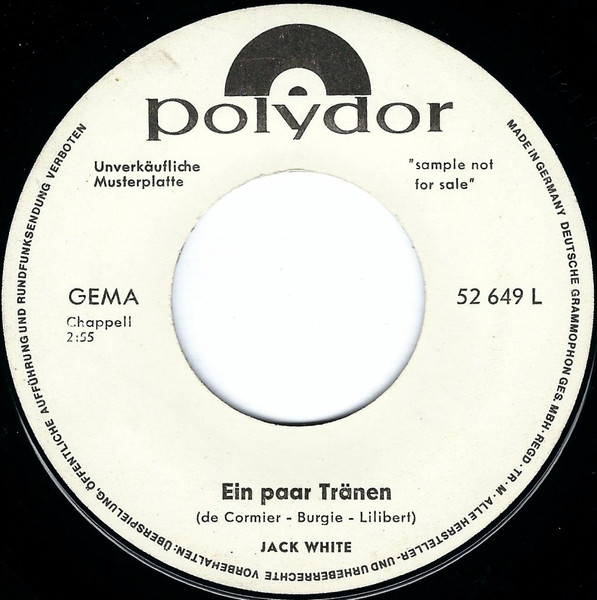 polydor
Unverkäufliche
Musterplatte
"sample not
for sale"
GEMA
Chappell
2:55
52 649 L
Ein paar Tränen
(de Cormier - Burgie - Lilibert)
JACK WHITE
MADE IN GERMANY DEUTSCHE GRAMMOPHON GES. MBH · REGD · TR · M · ALLE HERSTELLER- UND URHEBERRECHTE VORBEHALTEN: ÜBERSPIELUNG, ÖFFENTLICHE AUFFÜHRUNG UND RUNDFUNKSENDUNG VERBOTEN